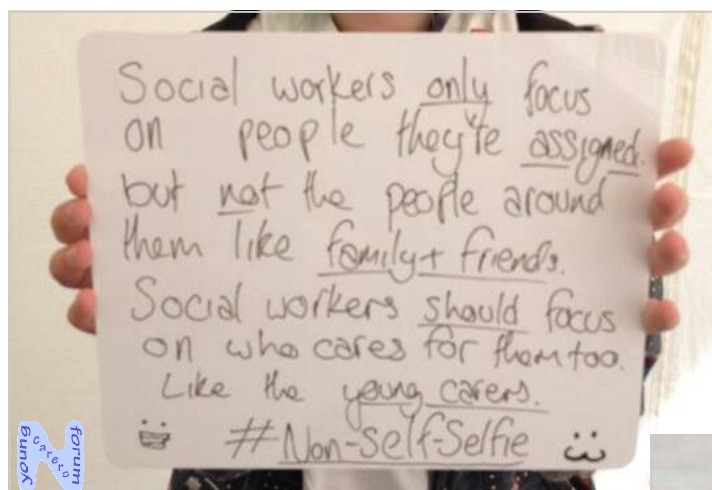 Social workers only focus
on people they're assigned.
but not the people around
them like family + friends.
Social workers should focus
on who cares for them too.
Like the young carers.
#Non-Self-Selfie
young
carers
forum